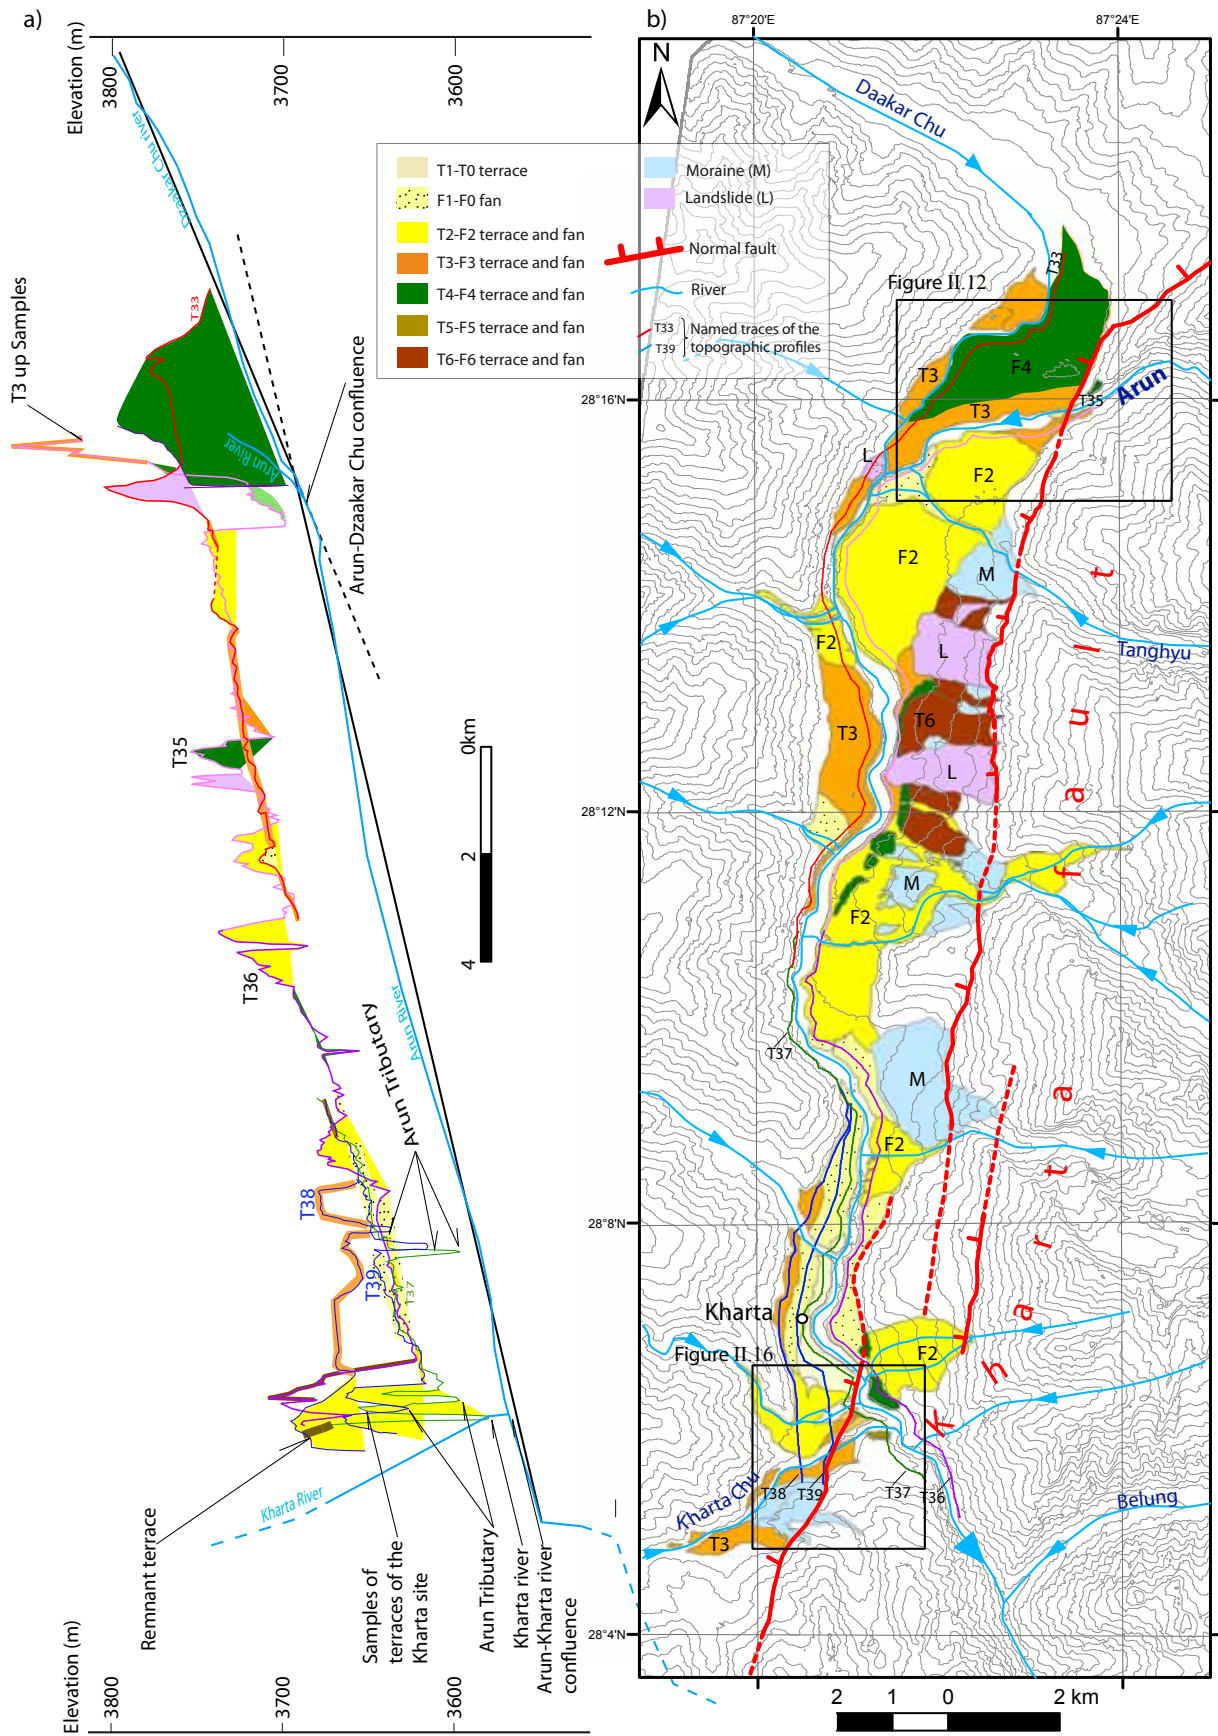 a)
Elevation (m)
3800
3700
3600
Dzaakar Chu river
T33
T3 up Samples
Arun River
Arun-Dzaakar Chu confluence
T35
0km
2
4
T36
Arun River
Arun Tributary
T38
T39
T37
Kharta River
Remnant terrace
Samples of
terraces of the
Kharta site
Arun Tributary
Kharta river
Arun-Kharta river
confluence
Elevation (m)
3800
3700
3600
T1-T0 terrace
F1-F0 fan
T2-F2 terrace and fan
T3-F3 terrace and fan
T4-F4 terrace and fan
T5-F5 terrace and fan
T6-F6 terrace and fan
Moraine (M)
Landslide (L)
Normal fault
River
T33
T39
Named traces of the
topographic profiles
b)
87°20'E
87°24'E
N
Daakar Chu
T33
Figure II.12
T3
F4
T35
Arun
28°16'N
T3
L
F2
F2
M
F2
L
Tanghyu
T3
T6
L
28°12'N
M
F2
T37
M
F2
28°8'N
Kharta
Figure II.16
F2
Kharta fault
Kharta Chu
T38
T39
T37
T36
Belung
T3
28°4'N
2
1
0
2 km